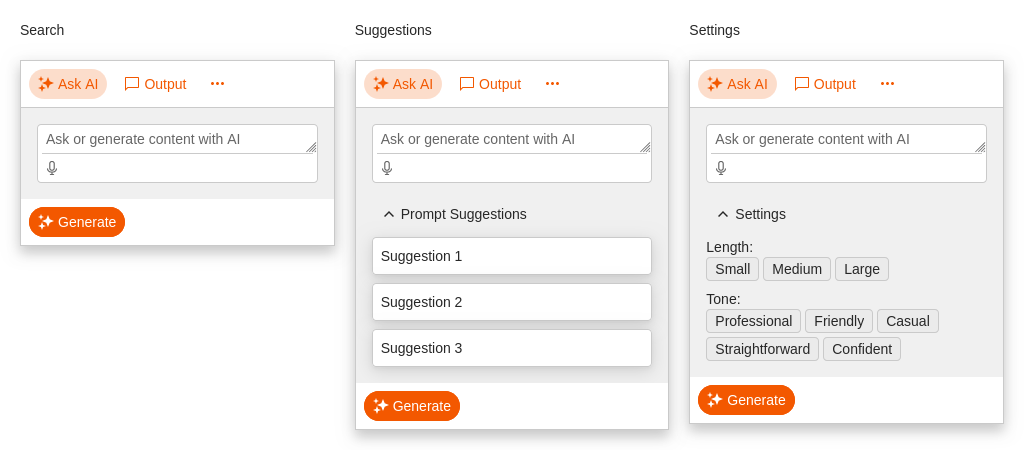 Search
Ask AI Output
Ask or generate content with AI
Generate
Suggestions
Ask AI Output
Ask or generate content with AI
Prompt Suggestions
Suggestion 1
Suggestion 2
Suggestion 3
Generate
Settings
Ask AI Output
Ask or generate content with AI
Settings
Length:
Small Medium Large
Tone:
Professional Friendly Casual
Straightforward Confident
Generate